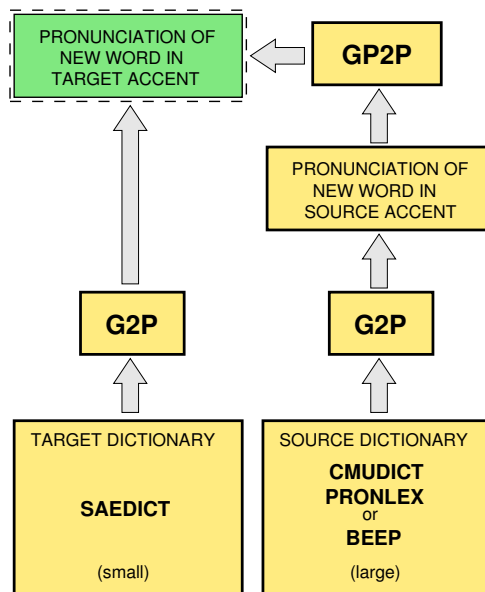 PRONUNCIATION OF
NEW WORD IN
TARGET ACCENT
GP2P
PRONUNCIATION OF
NEW WORD IN
SOURCE ACCENT
G2P
G2P
TARGET DICTIONARY
SAEDICT
(small)
SOURCE DICTIONARY
CMUDICT
PRONLEX
or
BEEP
(large)